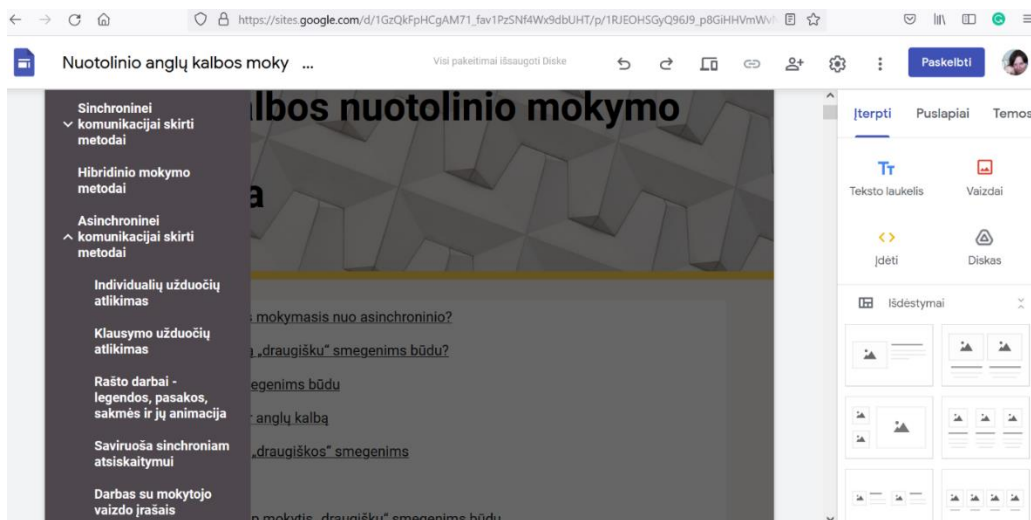 https://sites.google.com/d/1GzQkFpHCgAM71_fav1PzSNf4Wx9dbUHT/p/1RJEOHSGyQ96J9_p8GiHHVmWv
Nuotolinio anglų kalbos moky ...
Visi pakeitimai išsaugoti Diske
Paskelbti
Sinchroninei
komunikacijai skirti
metodai
Hibridinio mokymo
metodai
Asinchroninei
komunikacijai skirti
metodai
Individualių užduočių
atlikimas
Klausymo užduočių
atlikimas
Rašto darbai -
legendos, pasakos,
sakmės ir jų animacija
Saviruoša sinchroniam
atsiskaitymui
Darbas su mokytojo
vaizdo įrašais
lbos nuotolinio mokymo
a
s mokymasis nuo asinchroninio?
ą „draugišku“ smegenims būdu?
egenims būdu
r anglų kalbą
„draugiškos“ smegenims
p mokytis „draugišku“ smegenims būdu
Įterpti Puslapiai Temos
Teksto laukelis Vaizdai
Įdėti Diskas
Išdėstymai